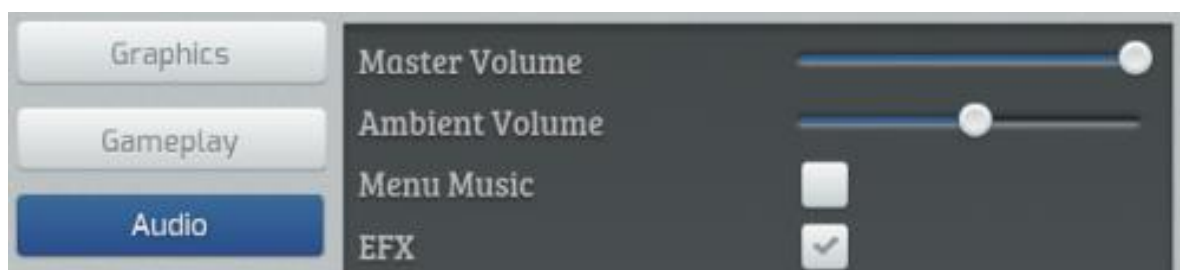 Graphics
Gameplay
Audio
Master Volume
Ambient Volume
Menu Music
EFX